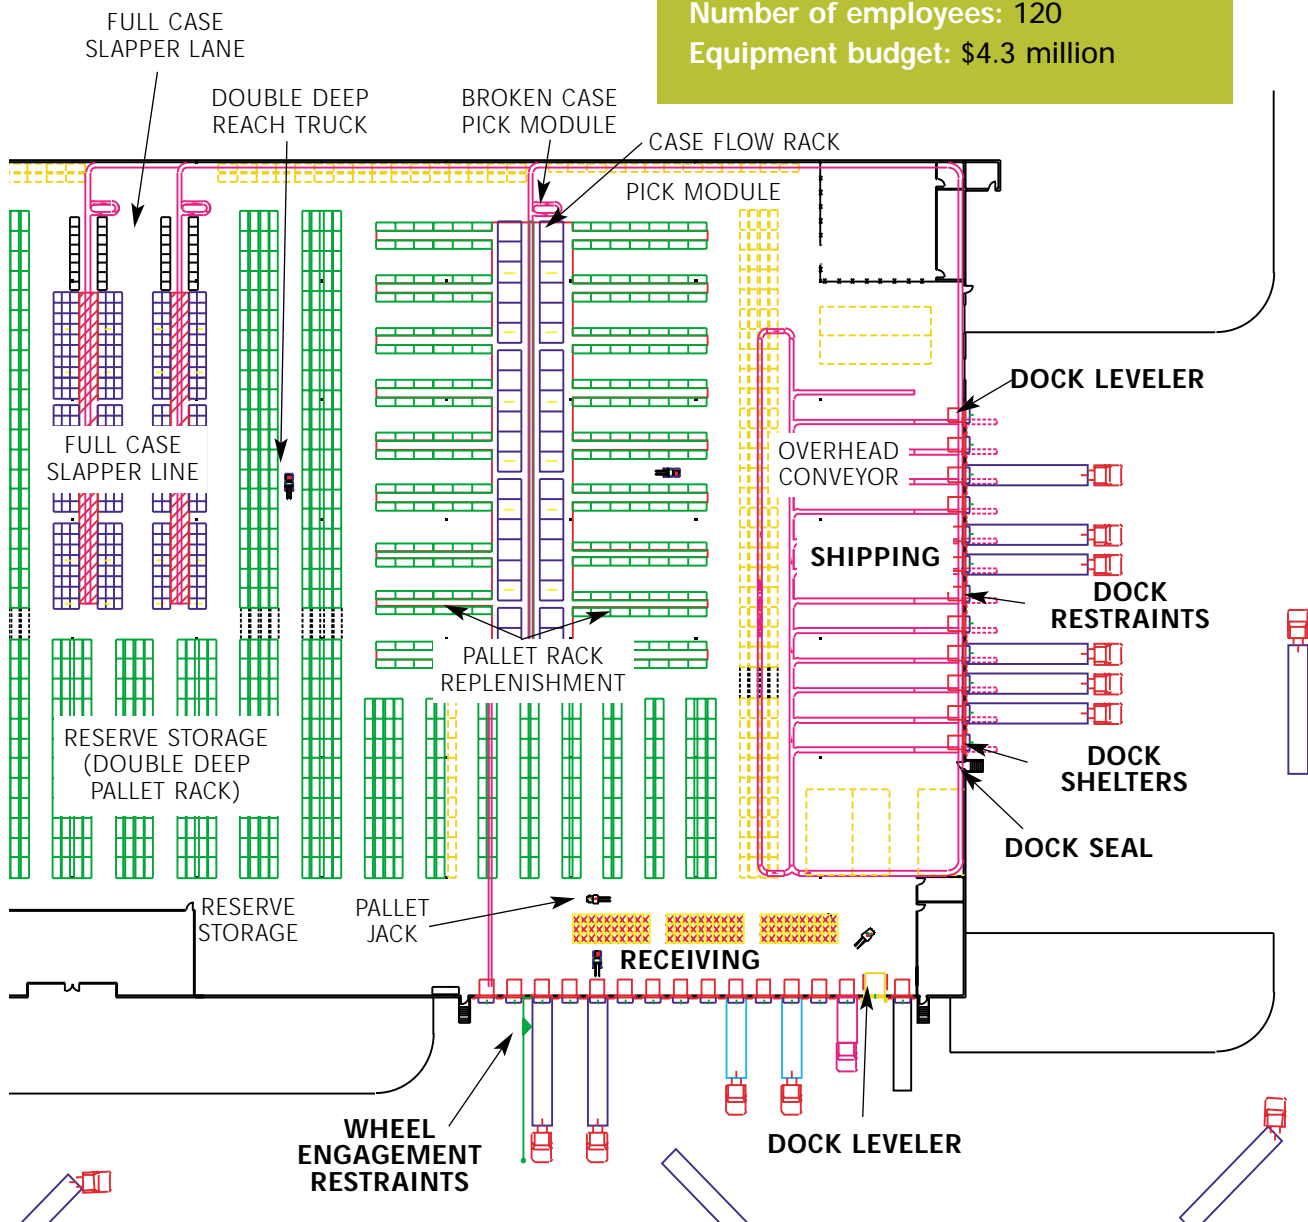 Number of employees: 120
Equipment budget: $4.3 million
FULL CASE
SLAPPER LANE
DOUBLE DEEP
REACH TRUCK
BROKEN CASE
PICK MODULE
CASE FLOW RACK
PICK MODULE
DOCK LEVELER
FULL CASE
SLAPPER LINE
OVERHEAD
CONVEYOR
SHIPPING
DOCK
RESTRAINTS
PALLET RACK
REPLENISHMENT
RESERVE STORAGE
(DOUBLE DEEP
PALLET RACK)
DOCK
SHELTERS
DOCK SEAL
RESERVE
STORAGE
PALLET
JACK
RECEIVING
WHEEL
ENGAGEMENT
RESTRAINTS
DOCK LEVELER